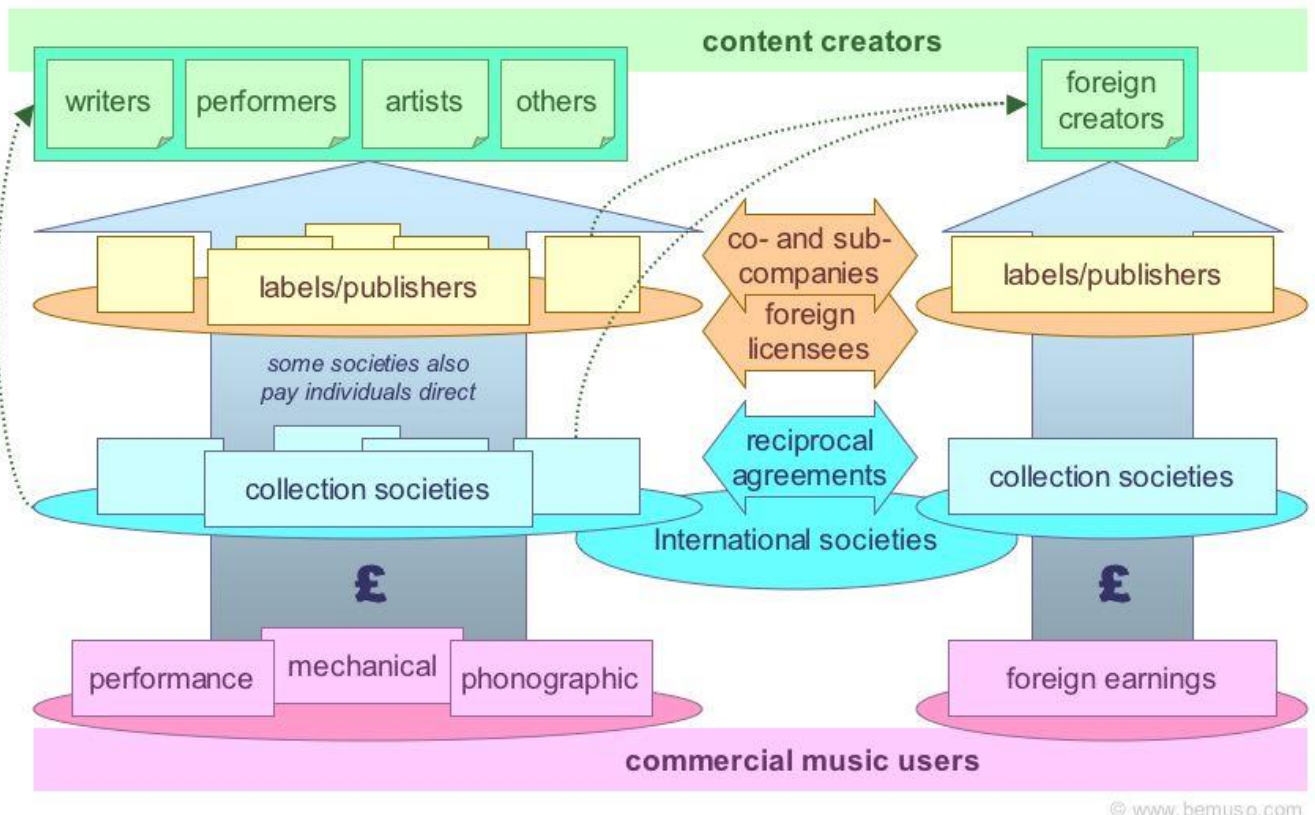 content creators
writers
performers
artists
others
foreign
creators
co- and sub-
companies
labels/publishers
labels/publishers
foreign
licensees
some societies also
pay individuals direct
reciprocal
agreements
collection societies
collection societies
International societies
£
£
performance
mechanical
phonographic
foreign earnings
commercial music users
© www.bemuso.com